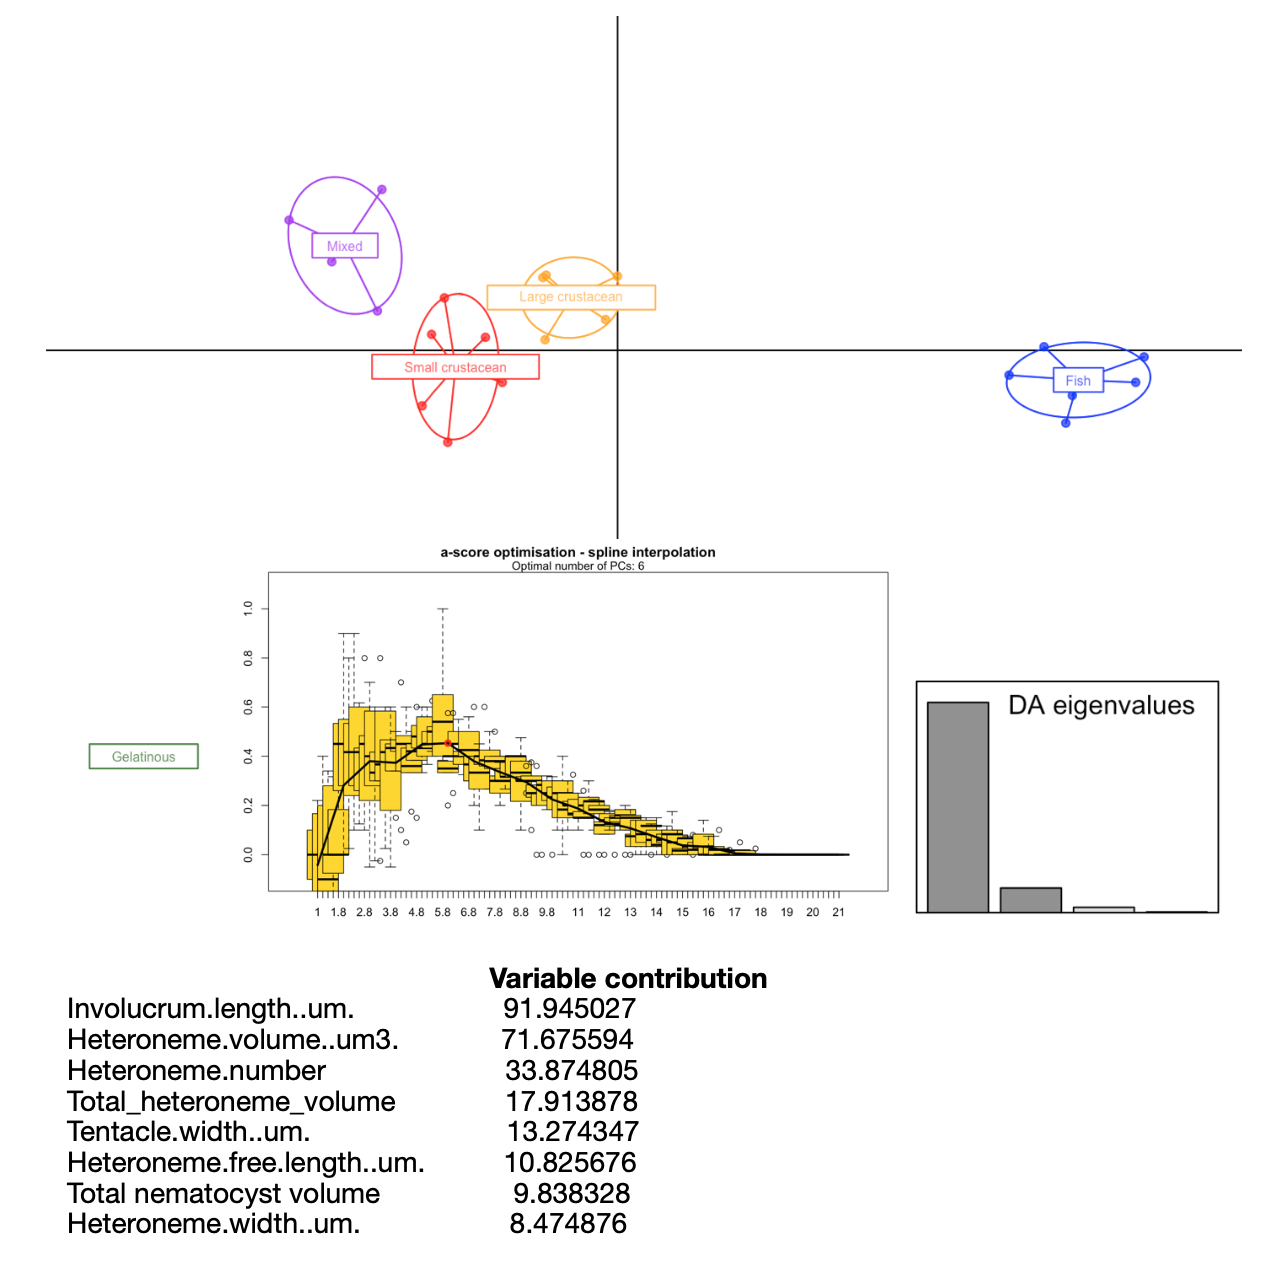 Mixed
Large crustacean
Small crustacean
Fish
a-score optimisation - spline interpolation
Optimal number of PCs: 6
1.0
0.8
0.6
0.4
0.2
0.0
1 1.8 2.8 3.8 4.8 5.8 6.8 7.8 8.8 9.8 11 12 13 14 15 16 17 18 19 20 21
Gelatinous
DA eigenvalues
Variable contribution
Involucrum.length..um. 91.945027
Heteroneme.volume..um3. 71.675594
Heteroneme.number 33.874805
Total_heteroneme_volume 17.913878
Tentacle.width..um. 13.274347
Heteroneme.free.length..um. 10.825676
Total nematocyst volume 9.838328
Heteroneme.width..um. 8.474876